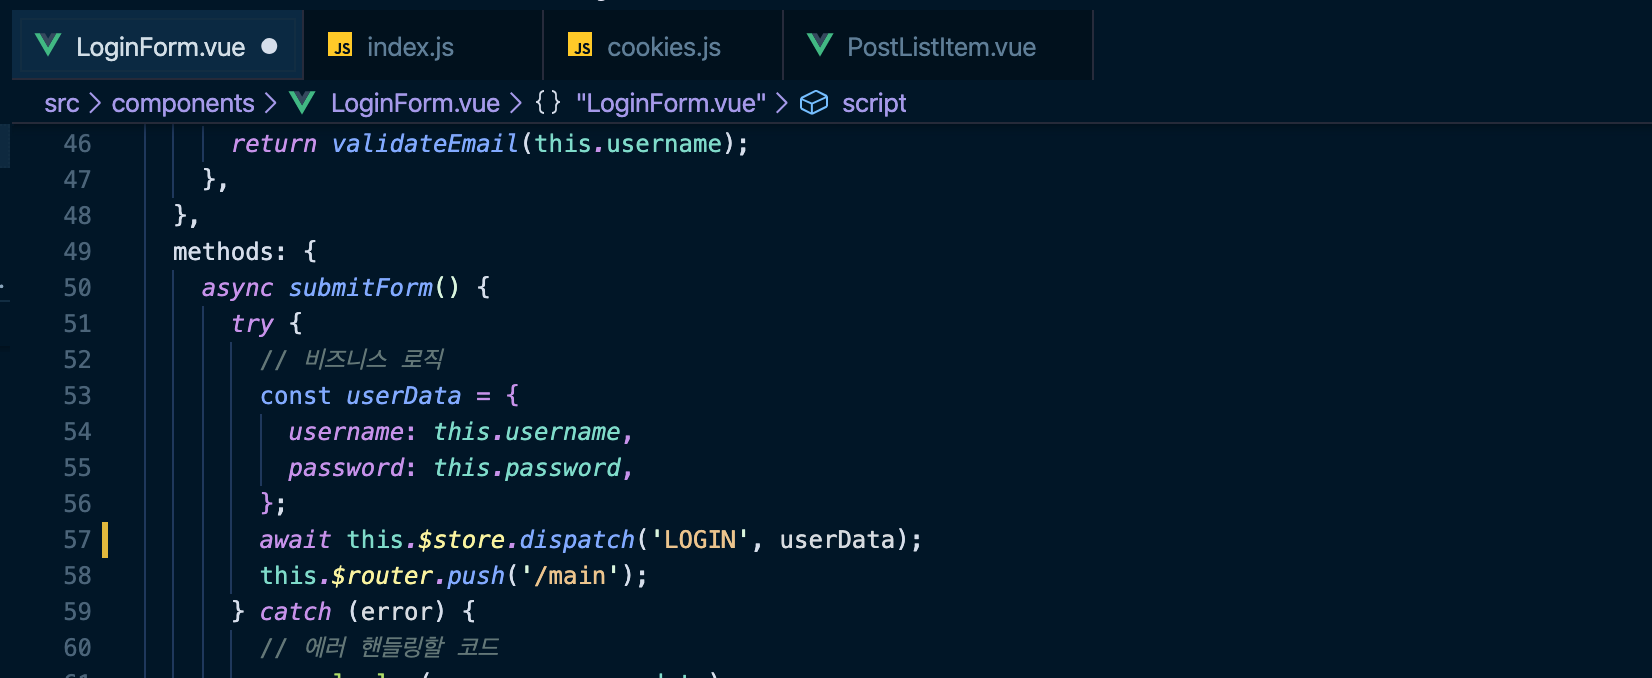 LoginForm.vue
JS index.js
JS cookies.js
PostListItem.vue
src > components > LoginForm.vue > {} "LoginForm.vue" > script
46 return validateEmail(this.username);
47 },
48 },
49 methods: {
50 async submitForm() {
51 try {
52 // 비즈니스 로직
53 const userData = {
54 username: this.username,
55 password: this.password,
56 };
57 await this.$store.dispatch('LOGIN', userData);
58 this.$router.push('/main');
59 } catch (error) {
60 // 에러 핸들링할 코드